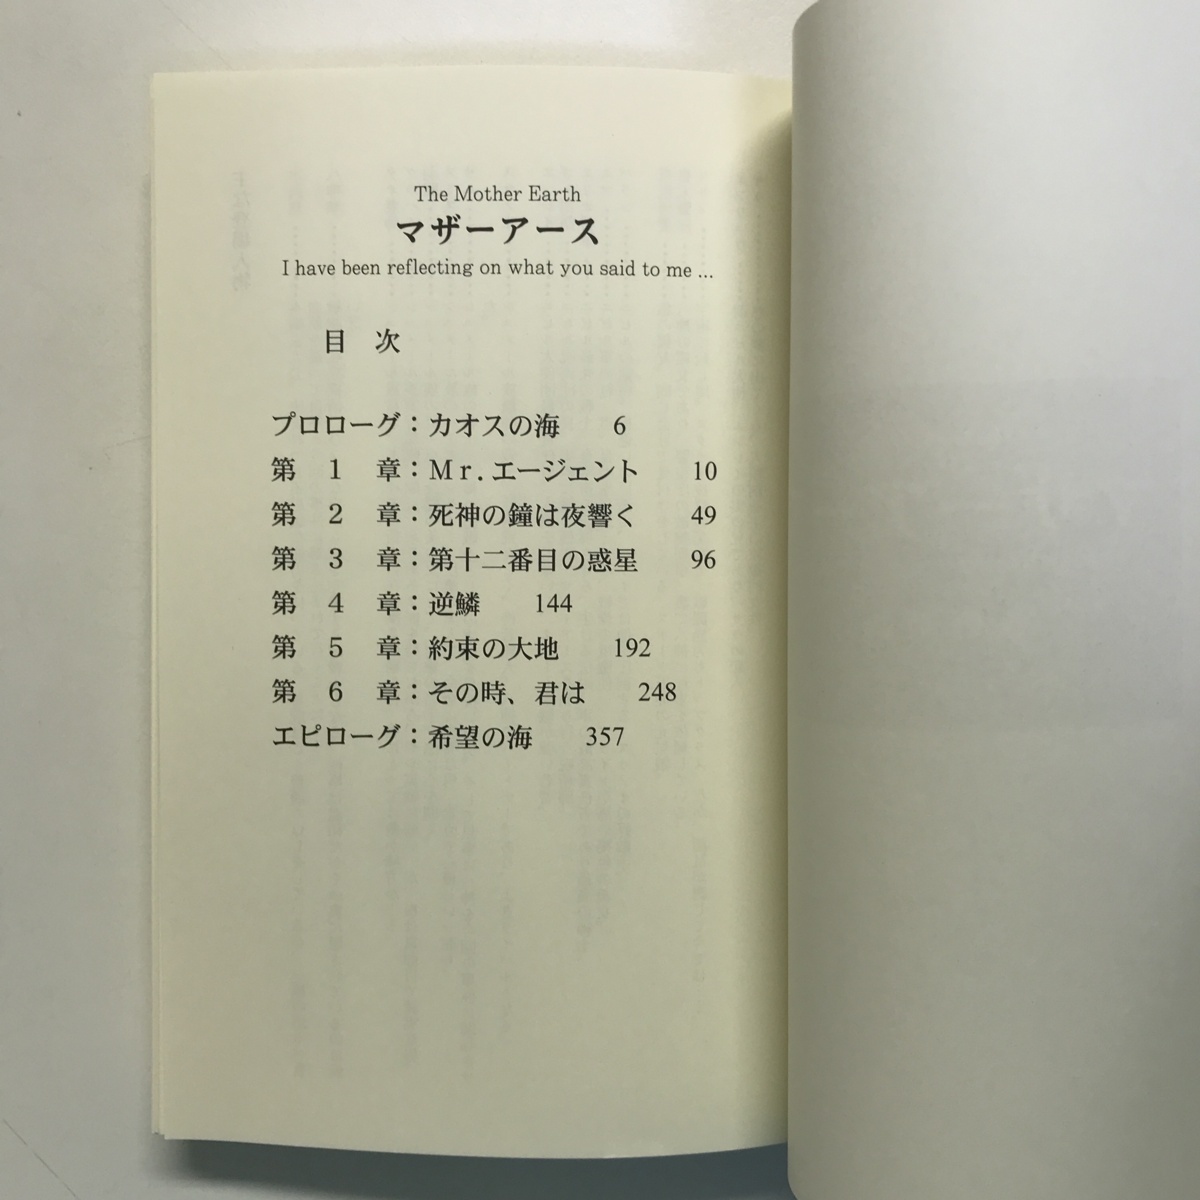 The Mother Earth
マザーアース
I have been reflecting on what you said to me ...
目 次
プロローグ：カオスの海 6
第 1 章：Ｍｒ.エージェント 10
第 2 章：死神の鐘は夜響く 49
第 3 章：第十二番目の惑星 96
第 4 章：逆鱗 144
第 5 章：約束の大地 192
第 6 章：その時、君は 248
エピローグ：希望の海 357